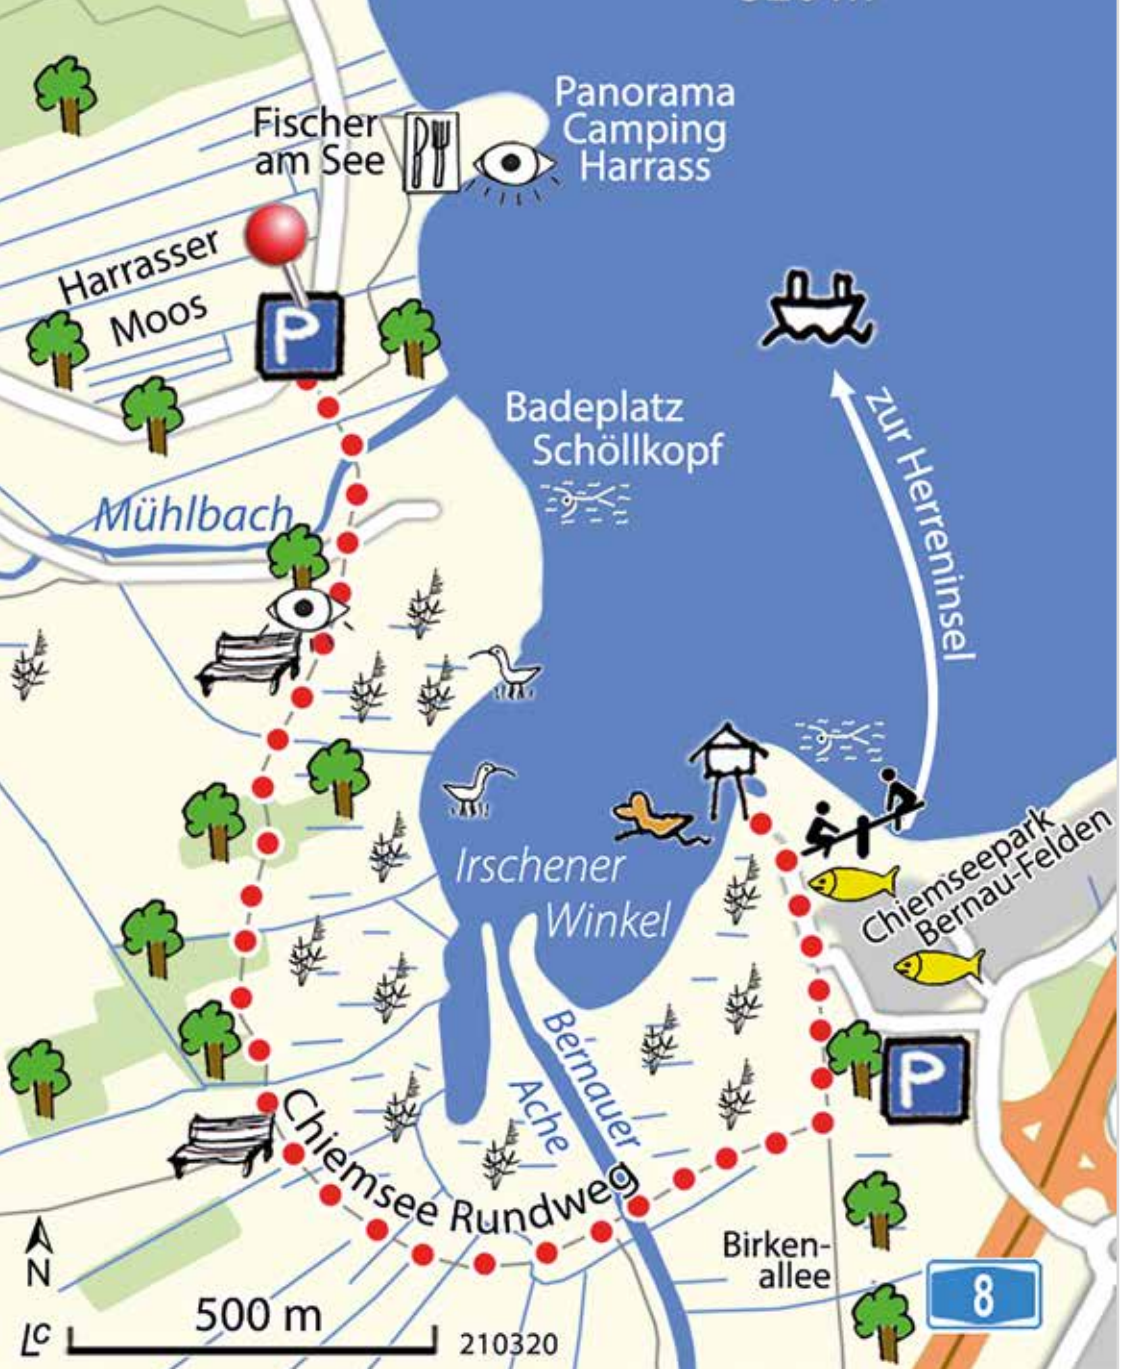 Panorama
Camping
Harrass
Fischer
am See
Harrasser
Moos
P
Badeplatz
Schöllkopf
zur Herreninsel
Mühlbach
Irschener
Winkel
Chiemseepark
Bernau-Felden
Bernauer
Ache
P
Chiemsee Rundweg
Birken-
allee
N
500 m
8
LC
210320